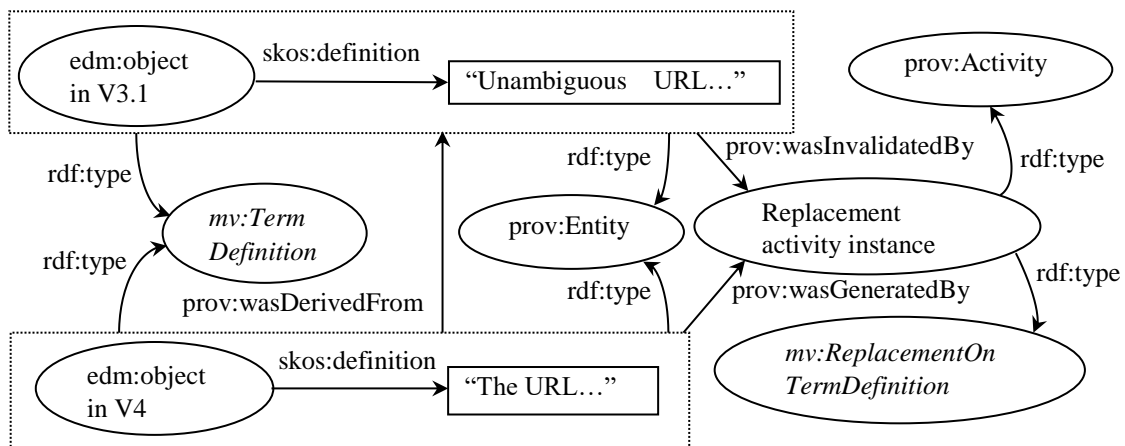 edm:object
in V3.1
skos:definition
“Unambiguous URL…”
prov:Activity
rdf:type
rdf:type
prov:wasInvalidatedBy
rdf:type
mv:Term
Definition
prov:Entity
Replacement
activity instance
rdf:type
prov:wasDerivedFrom
rdf:type
prov:wasGeneratedBy
rdf:type
edm:object
in V4
skos:definition
“The URL…”
mv:ReplacementOn
TermDefinition